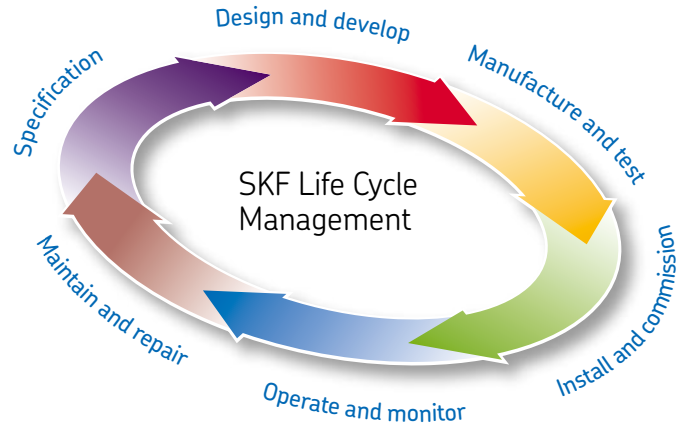 Design and develop
Manufacture and test
Install and commission
Operate and monitor
Maintain and repair
Specification
SKF Life Cycle
Management